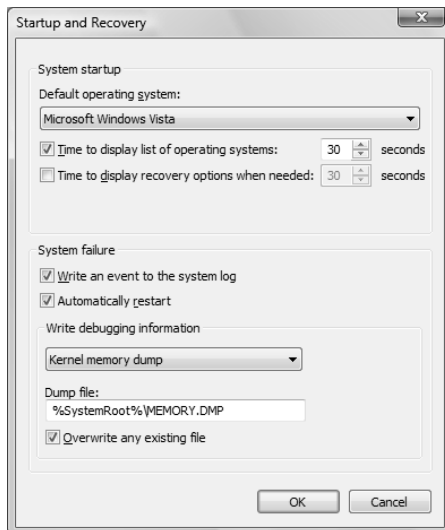 Startup and Recovery
System startup
Default operating system:
Microsoft Windows Vista
Time to display list of operating systems: 30 seconds
Time to display recovery options when needed: 30 seconds
System failure
Write an event to the system log
Automatically restart
Write debugging information
Kernel memory dump
Dump file:
%SystemRoot%\MEMORY.DMP
Overwrite any existing file
OK Cancel